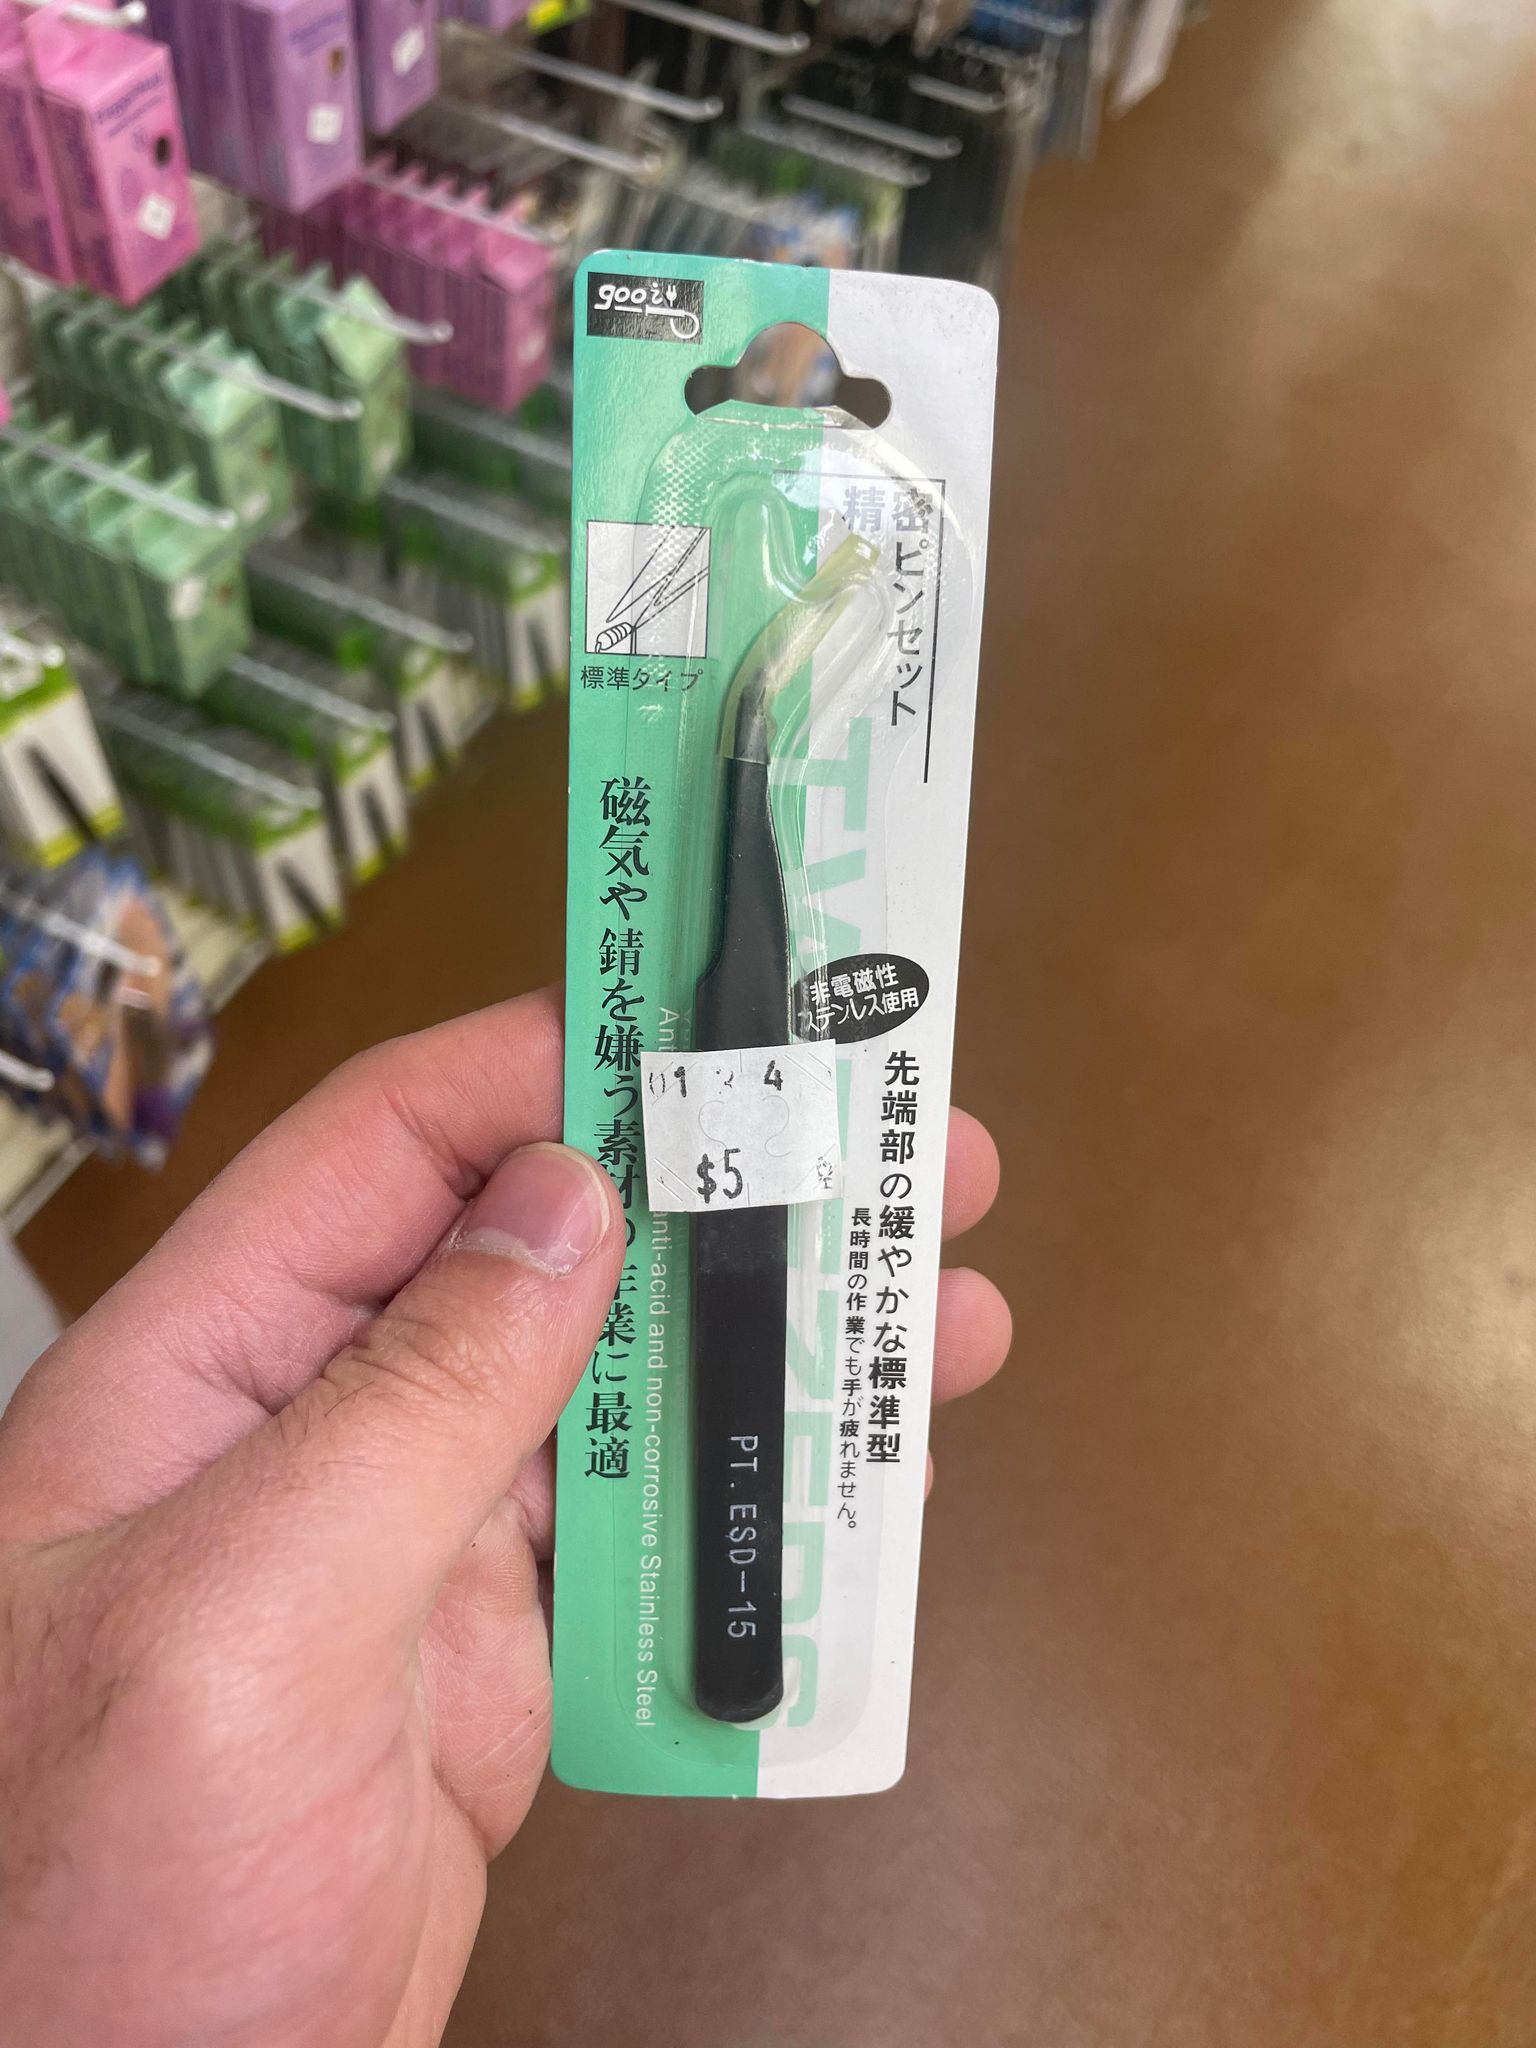 gooi
精密ピンセット
標準タイプ
磁気や錆を嫌う素材の作業に最適
anti-acid and non-corrosive Stainless Steel
非電磁性
ステンレス使用
先端部の緩やかな標準型
長時間の作業でも手が疲れません。
4
$5
PT. ESD-15